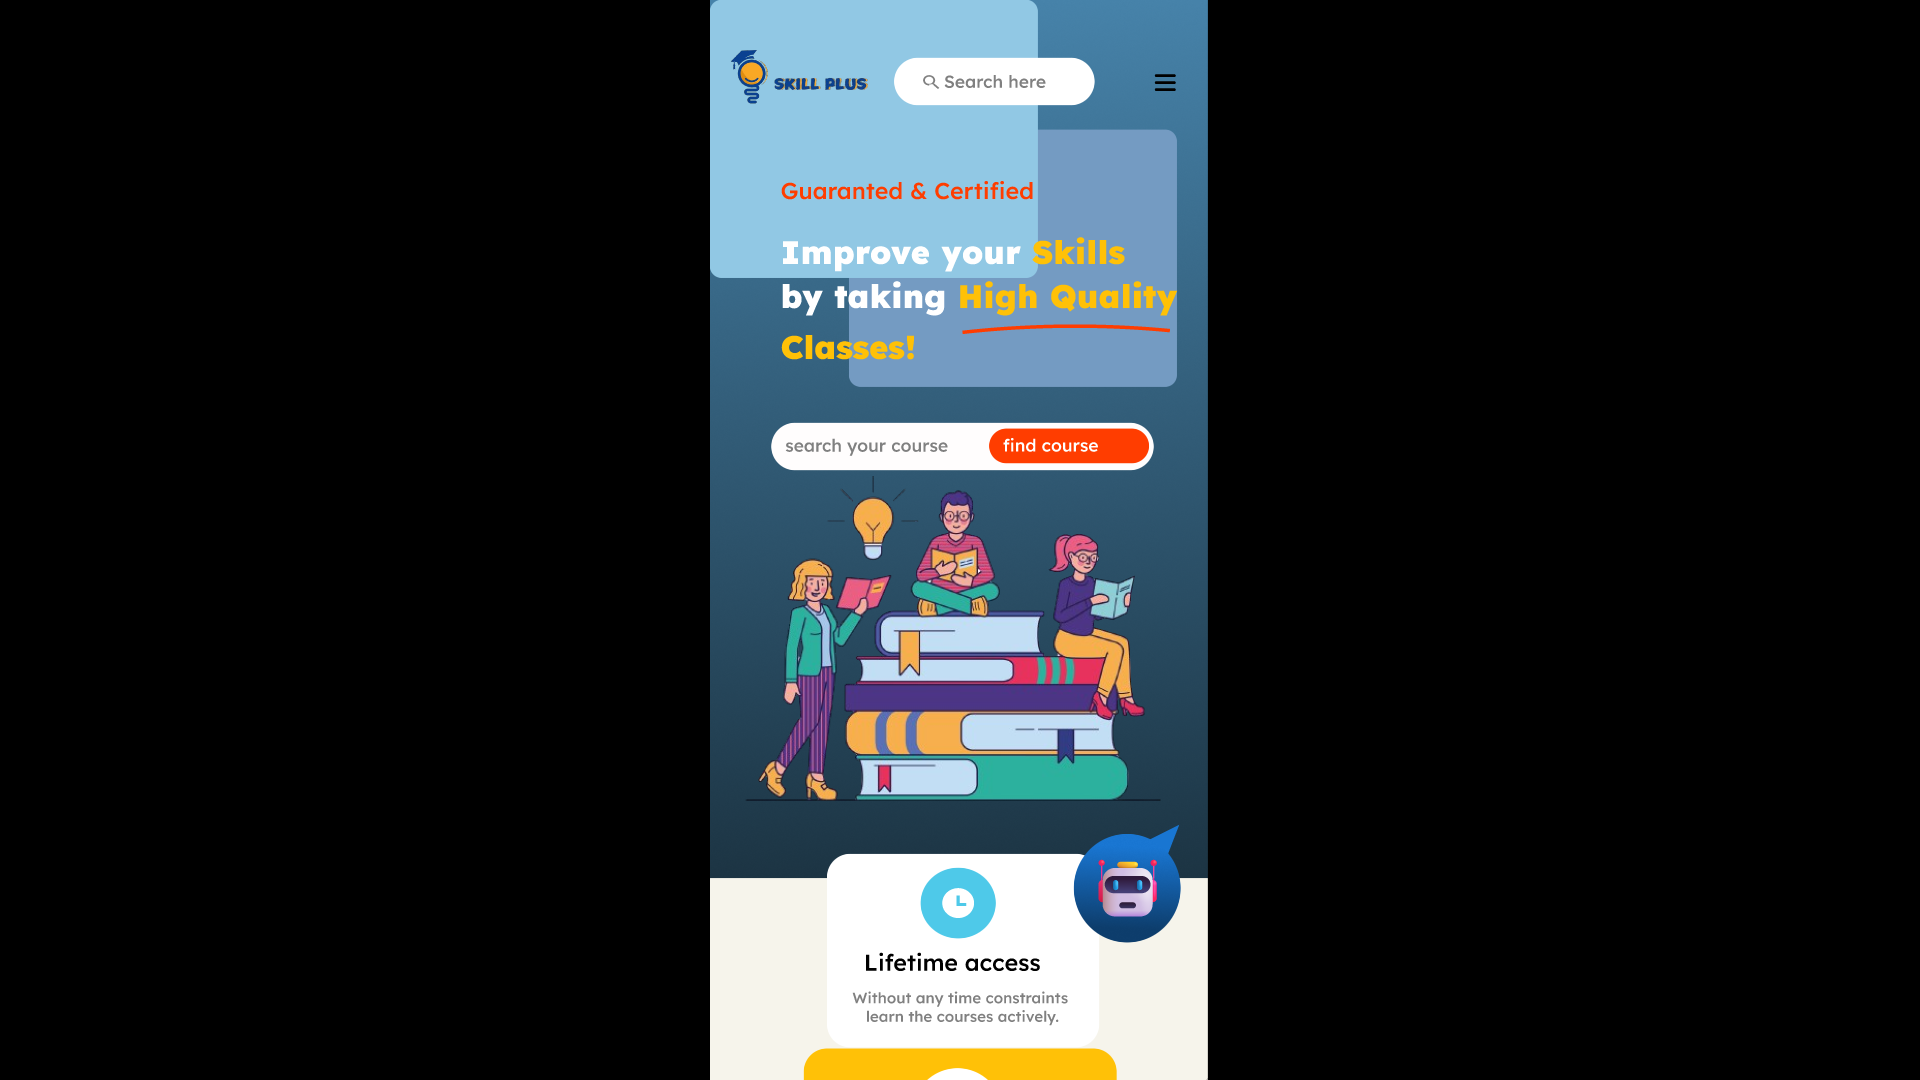 SKILL PLUS
Search here
Guaranted & Certified
Improve your Skills
by taking High Quality
Classes!
search your course
find course
Lifetime access
Without any time constraints
learn the courses actively.